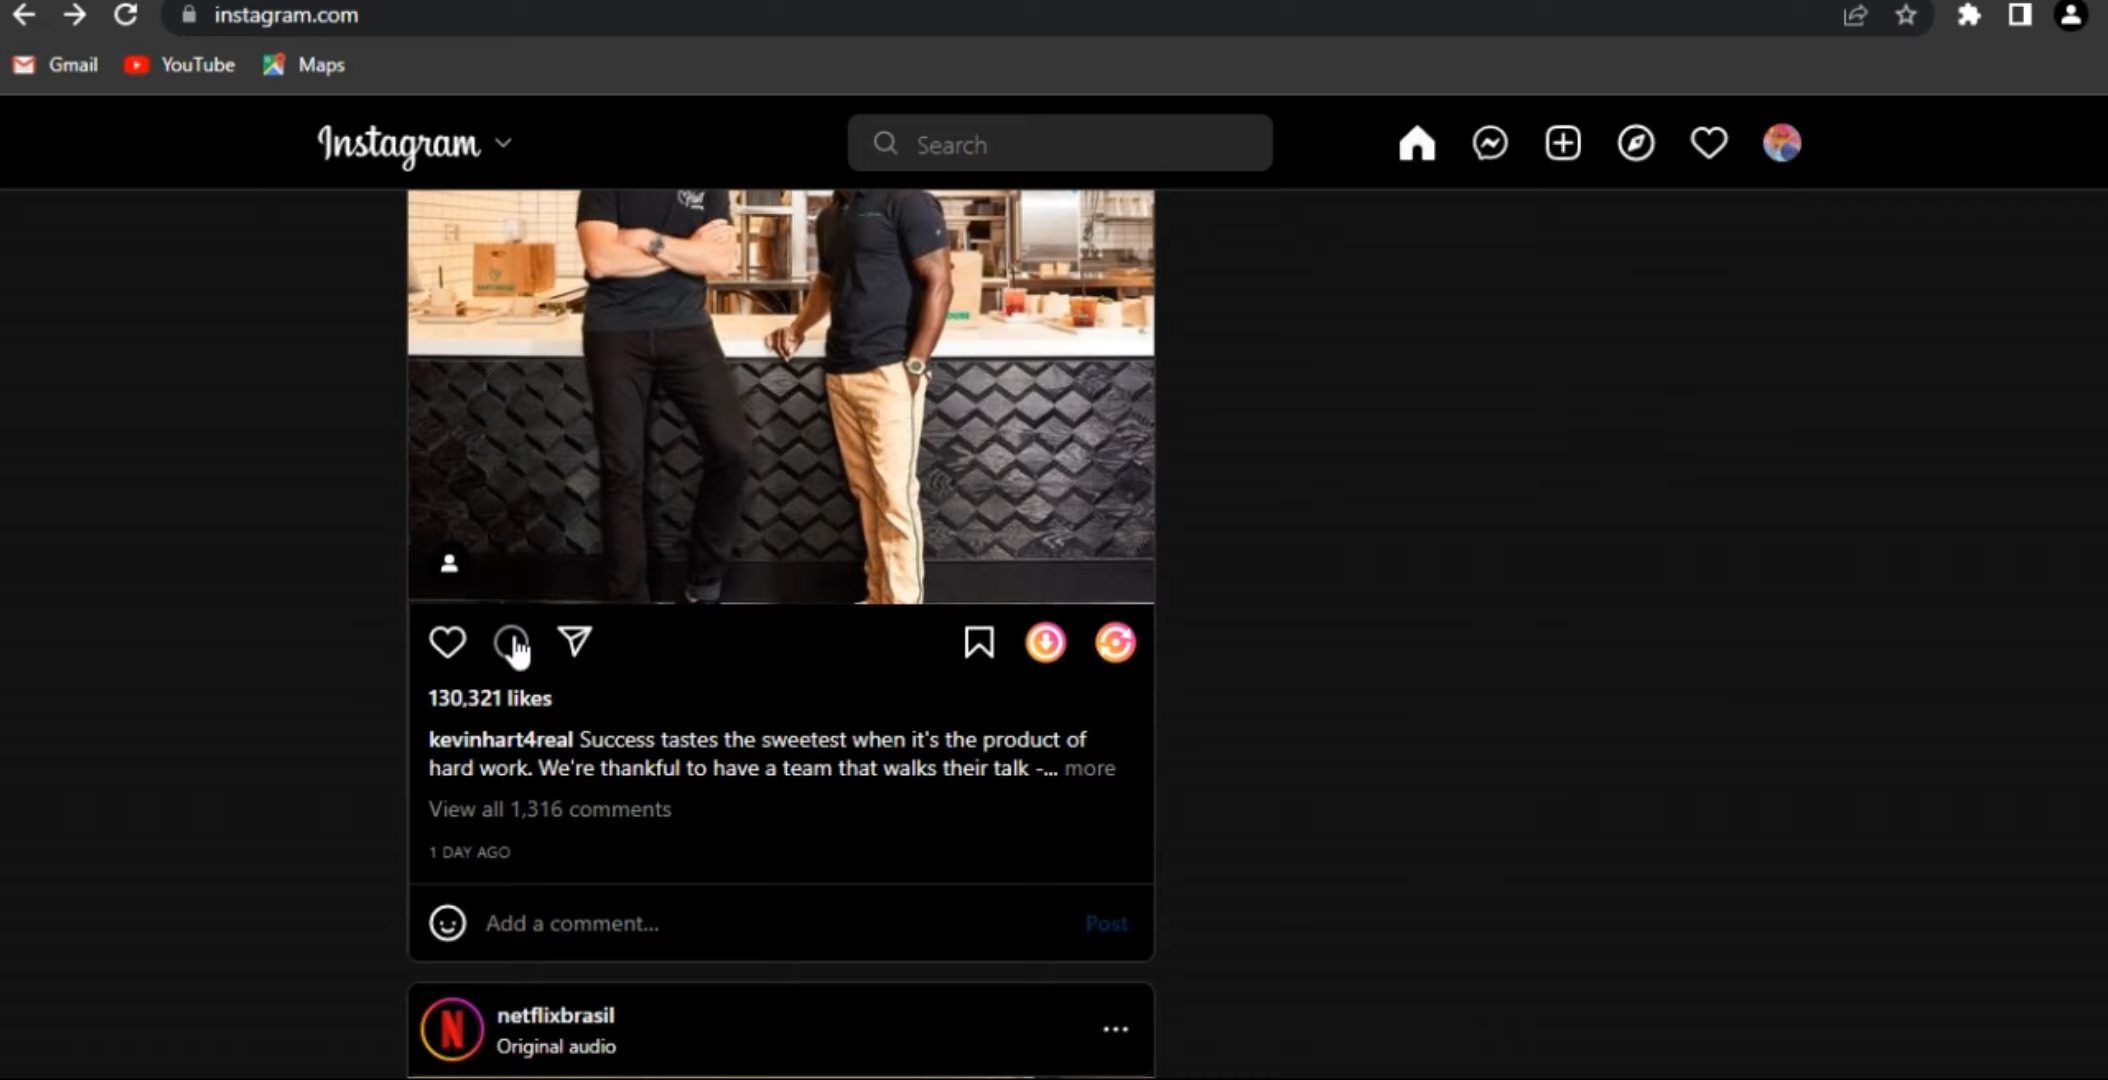 instagram.com
Gmail YouTube Maps
Instagram Search
130,321 likes
kevinhart4real Success tastes the sweetest when it's the product of
hard work. We're thankful to have a team that walks their talk -... more
View all 1,316 comments
1 DAY AGO
Add a comment... Post
netflixbrasil
Original audio